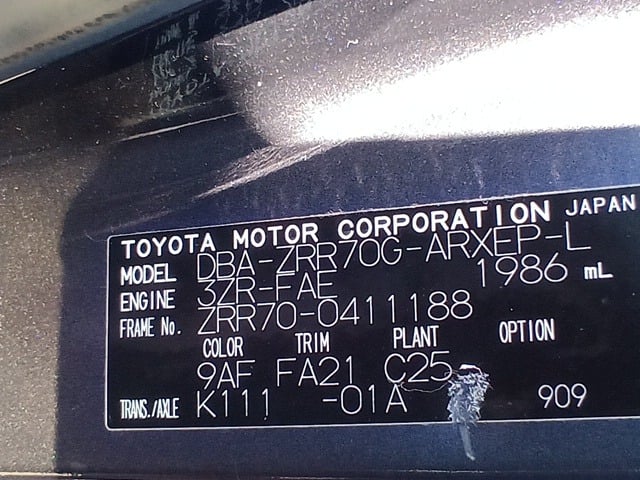 TOYOTA MOTOR CORPORATION JAPAN
MODEL DBA-ZRR70G-ARXEP-L
ENGINE 3ZR-FAE 1986 mL
FRAME No. ZRR70-0411188
COLOR TRIM PLANT OPTION
9AF FA21 C25
TRANS./AXLE K111 -01A 909